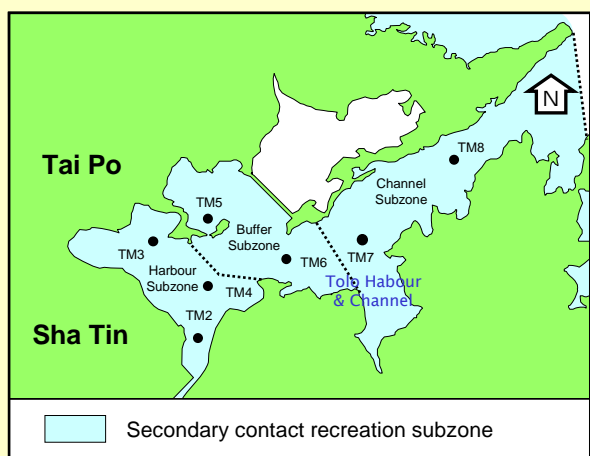 N
TM8
Tai Po
Channel
Subzone
TM5
Buffer
Subzone
TM3
TM6
TM7
Harbour
Subzone
Tolo Habour
& Channel
TM4
TM2
Sha Tin
Secondary contact recreation subzone